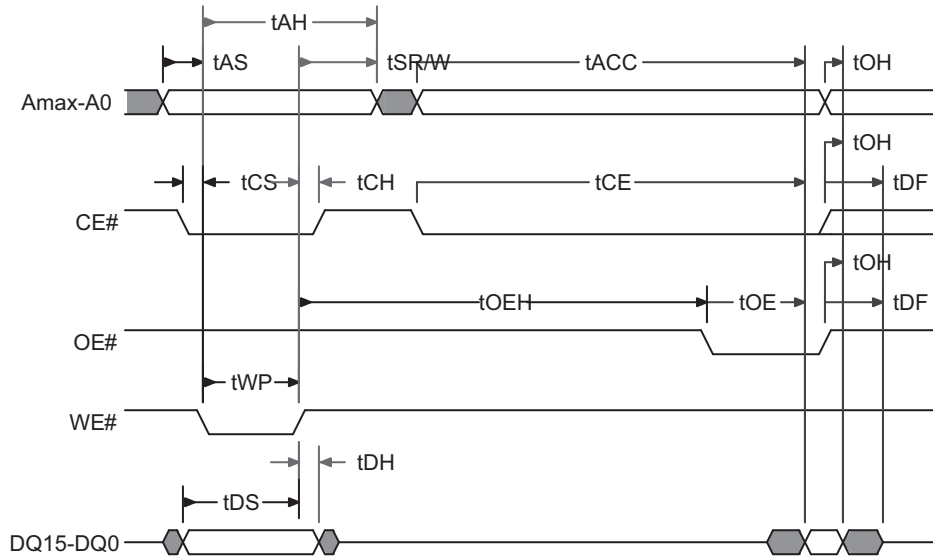 tAH
tAS
tSR/W
tACC
tOH
Amax-A0
tOH
tCS
tCH
tCE
tDF
CE#
tOH
tOEH
tOE
tDF
OE#
tWP
WE#
tDH
tDS
DQ15-DQ0